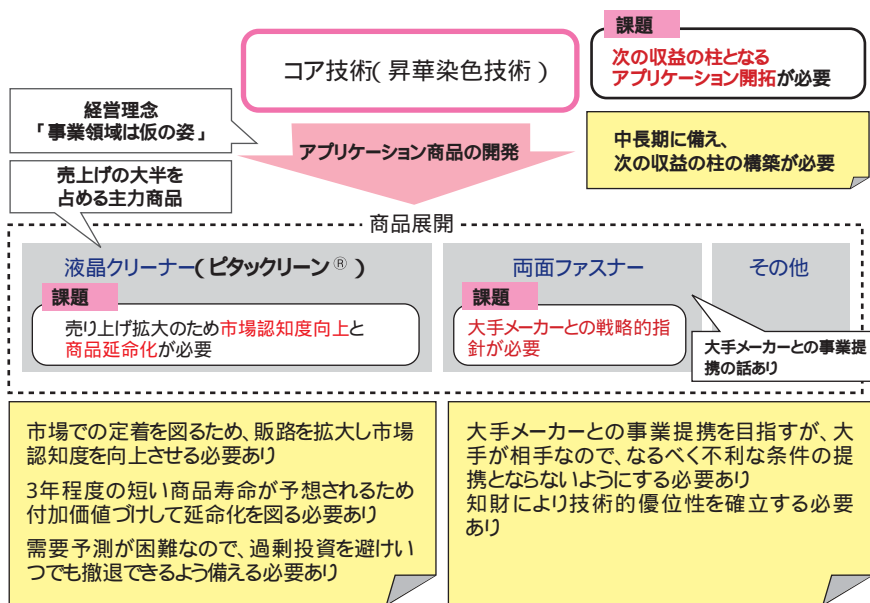 課題
コア技術( 昇華染色技術 )
次の収益の柱となる
アプリケーション開拓が必要
経営理念
「事業領域は仮の姿」
アプリケーション商品の開発
中長期に備え、
次の収益の柱の構築が必要
売上げの大半を
占める主力商品
商品展開
液晶クリーナー(ピタックリーン® )
両面ファスナー
その他
課題
売り上げ拡大のため市場認知度向上と
商品延命化が必要
課題
大手メーカーとの戦略的指
針が必要
大手メーカーとの事業提
携の話あり
市場での定着を図るため、販路を拡大し市場
認知度を向上させる必要あり
3年程度の短い商品寿命が予想されるため
付加価値づけして延命化を図る必要あり
需要予測が困難なので、過剰投資を避けい
つでも撤退できるよう備える必要あり
大手メーカーとの事業提携を目指すが、大
手が相手なので、なるべく不利な条件の提
携とならないようにする必要あり
知財により技術的優位性を確立する必要
あり